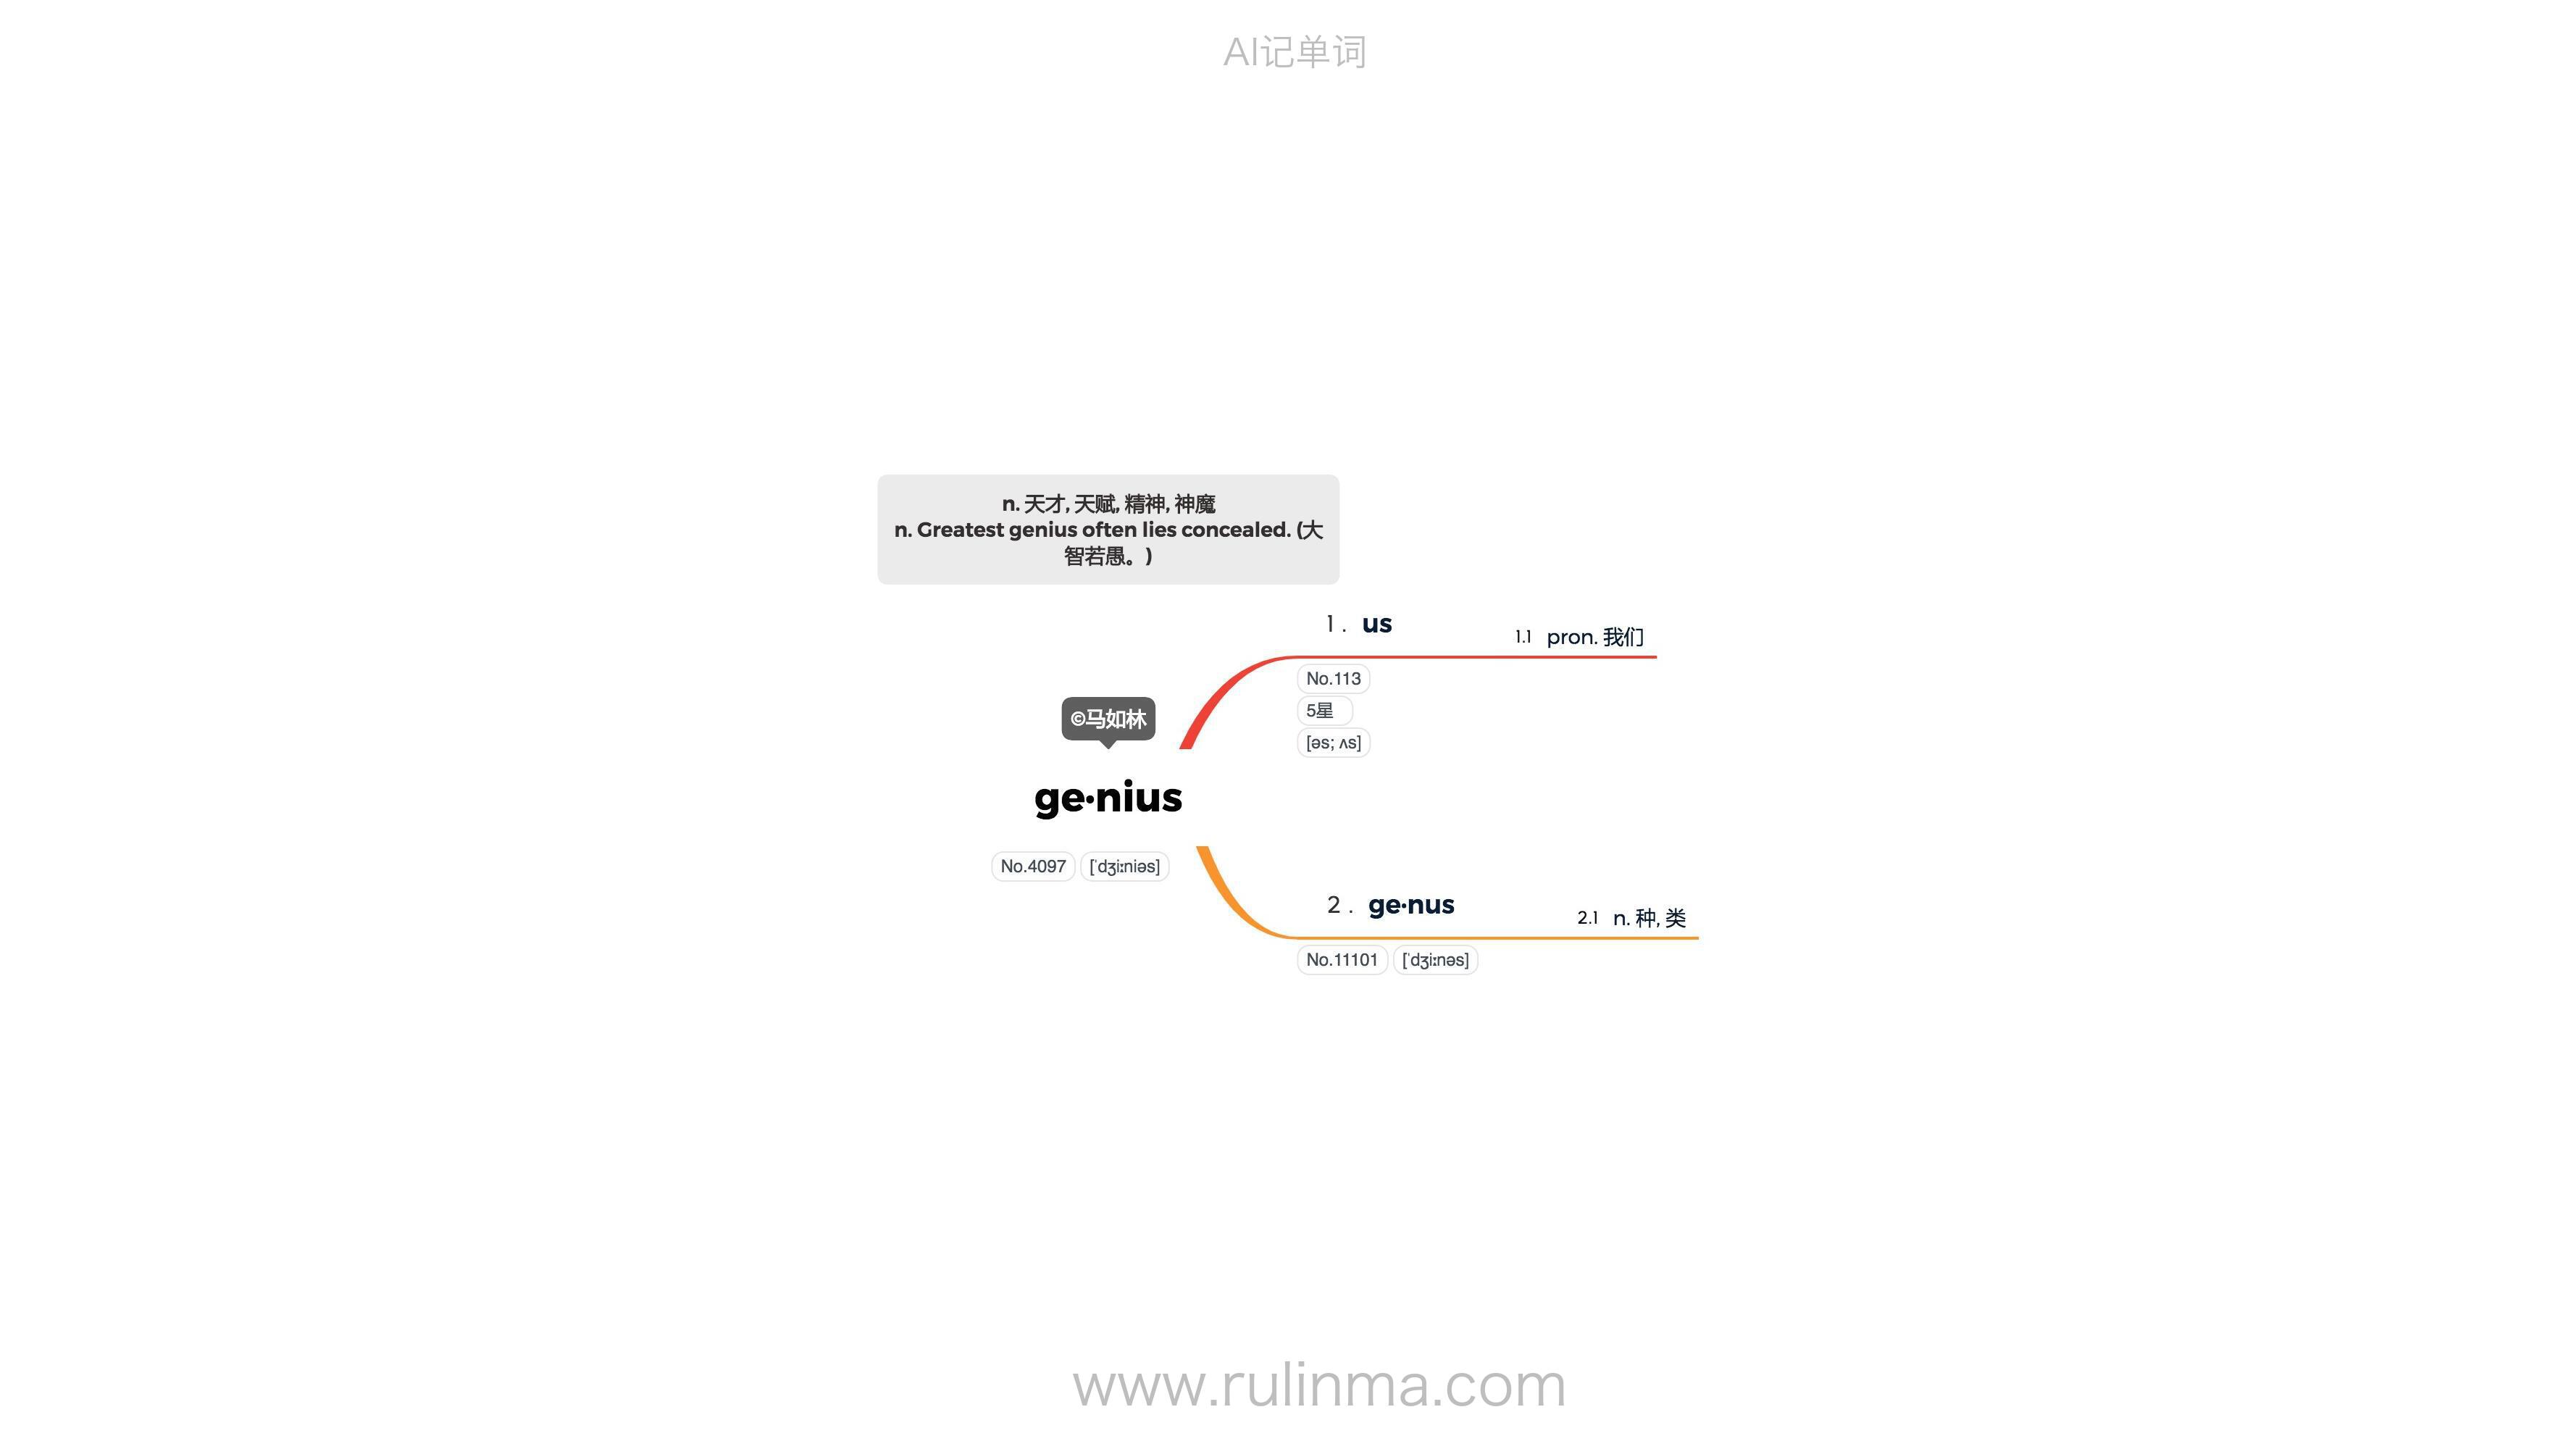 AI记单词
n. 天才, 天赋, 精神, 神魔
n. Greatest genius often lies concealed. (大
智若愚。)
1 . us
1.1 pron. 我们
No.113
5星
[əs; ʌs]
©马如林
ge·nius
No.4097 [ˈdʒiːniəs]
2 . ge·nus
2.1 n. 种, 类
No.11101 [ˈdʒiːnəs]
www.rulinma.com